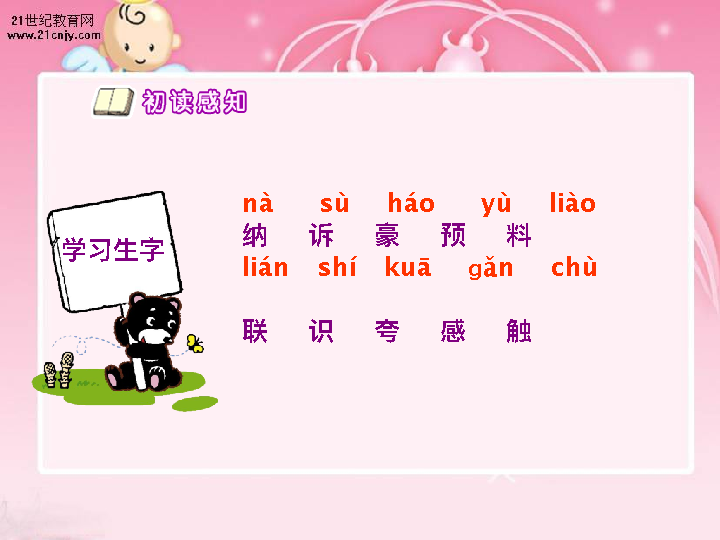 21世纪教育网
www.21cnjy.com
初读感知
学习生字
nà sù háo yù liào
纳 诉 豪 预 料
lián shí kuā gǎn chù
联 识 夸 感 触